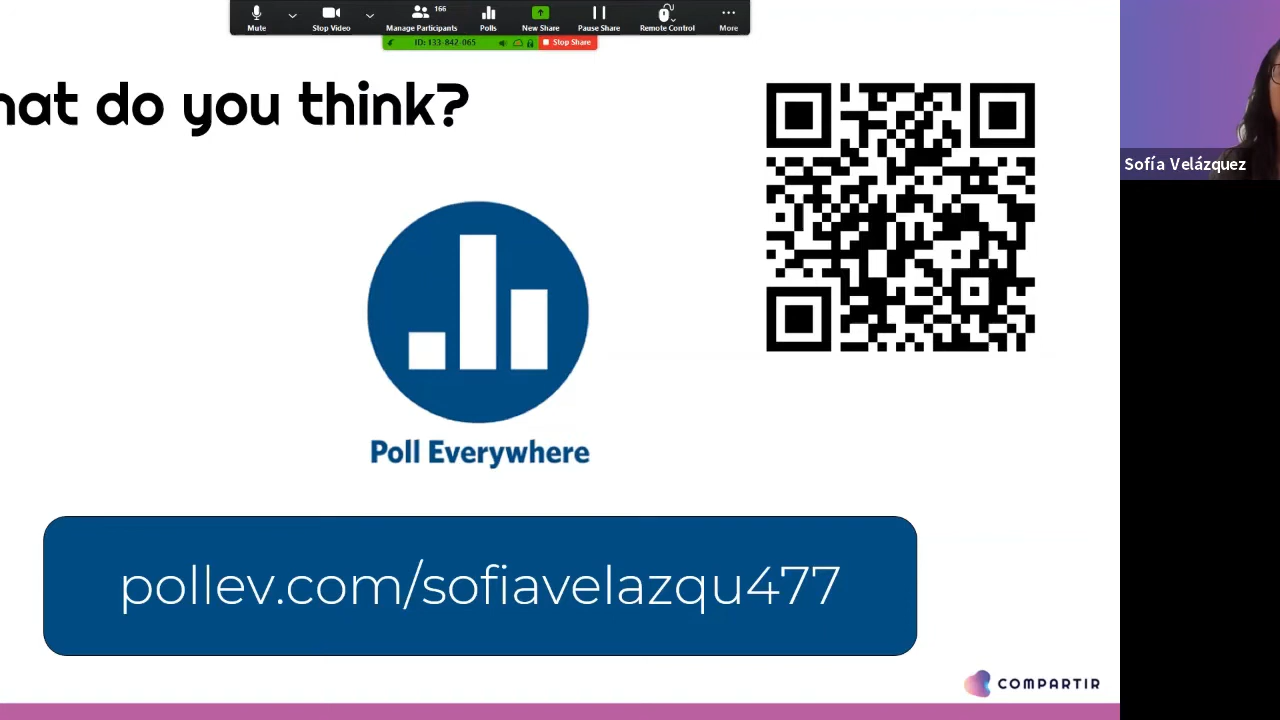 166
Mute
Stop Video
Manage Participants
Polls
New Share
Pause Share
Remote Control
More
ID: 133-842-065
Stop Share
hat do you think?
Sofía Velázquez
Poll Everywhere
pollev.com/sofiavelazqu477
COMPARTIR